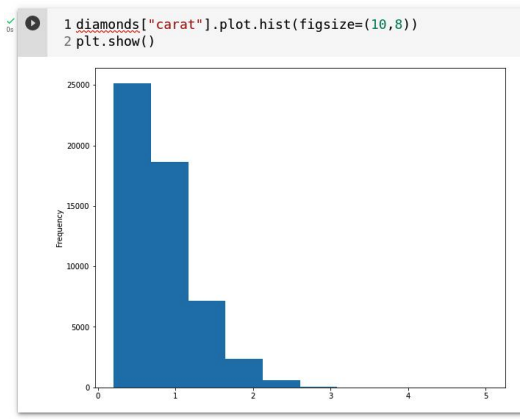 0s
1 diamonds["carat"].plot.hist(figsize=(10,8))
2 plt.show()
25000
20000
15000
10000
5000
0
Frequency
0 1 2 3 4 5